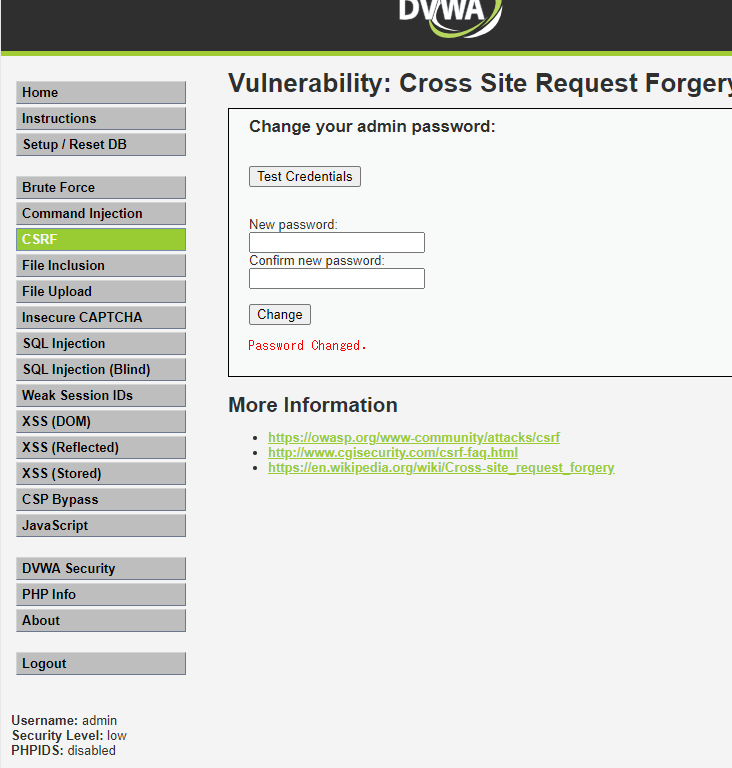 DVWA
Home
Instructions
Setup / Reset DB
Brute Force
Command Injection
CSRF
File Inclusion
File Upload
Insecure CAPTCHA
SQL Injection
SQL Injection (Blind)
Weak Session IDs
XSS (DOM)
XSS (Reflected)
XSS (Stored)
CSP Bypass
JavaScript
DVWA Security
PHP Info
About
Logout
Username: admin
Security Level: low
PHPIDS: disabled
Vulnerability: Cross Site Request Forgery
Change your admin password:
Test Credentials
New password:
Confirm new password:
Change
Password Changed.
More Information
• https://owasp.org/www-community/attacks/csrf
• http://www.cgisecurity.com/csrf-faq.html
• https://en.wikipedia.org/wiki/Cross-site_request_forgery